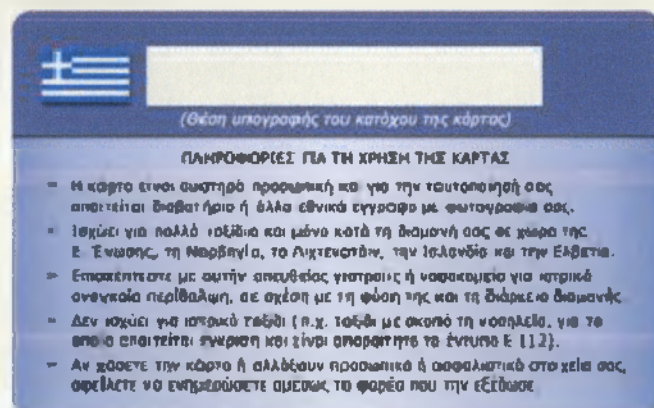 (Θέση υπογραφής του κατόχου της κάρτας)
ΠΛΗΡΟΦΟΡΙΕΣ ΓΙΑ ΤΗ ΧΡΗΣΗ ΤΗΣ ΚΑΡΤΑΣ
Η κάρτα είναι αυστηρά προσωπική και για την ταυτοποίησή σας
απαιτείται διαβατήριο ή άλλο εθνικό έγγραφο με φωτογραφία σας.
Ισχύει για πολλά ταξίδια και μόνο κατά τη διαμονή σας σε χώρα της
Ε. Ένωσης, τη Νορβηγία, το Λιχτενστάιν, την Ισλανδία και την Ελβετία.
Επισκέπτεστε με αυτήν απευθείας γιατρούς ή νοσοκομεία για ιατρικά
αναγκαία περίθαλψη, σε σχέση με τη φύση της και τη διάρκεια διαμονής
Δεν ισχύει για ιατρικό ταξίδι (π.χ. ταξίδι με σκοπό τη νοσηλεία, για το
οποίο απαιτείται έγκριση και είναι απαραίτητο το έντυπο Ε 112).
Αν χάσετε την κάρτα ή αλλάξουν προσωπικά ή ασφαλιστικά στοιχεία σας,
οφείλετε να ενημερώσετε αμέσως το φορέα που την εξέδωσε